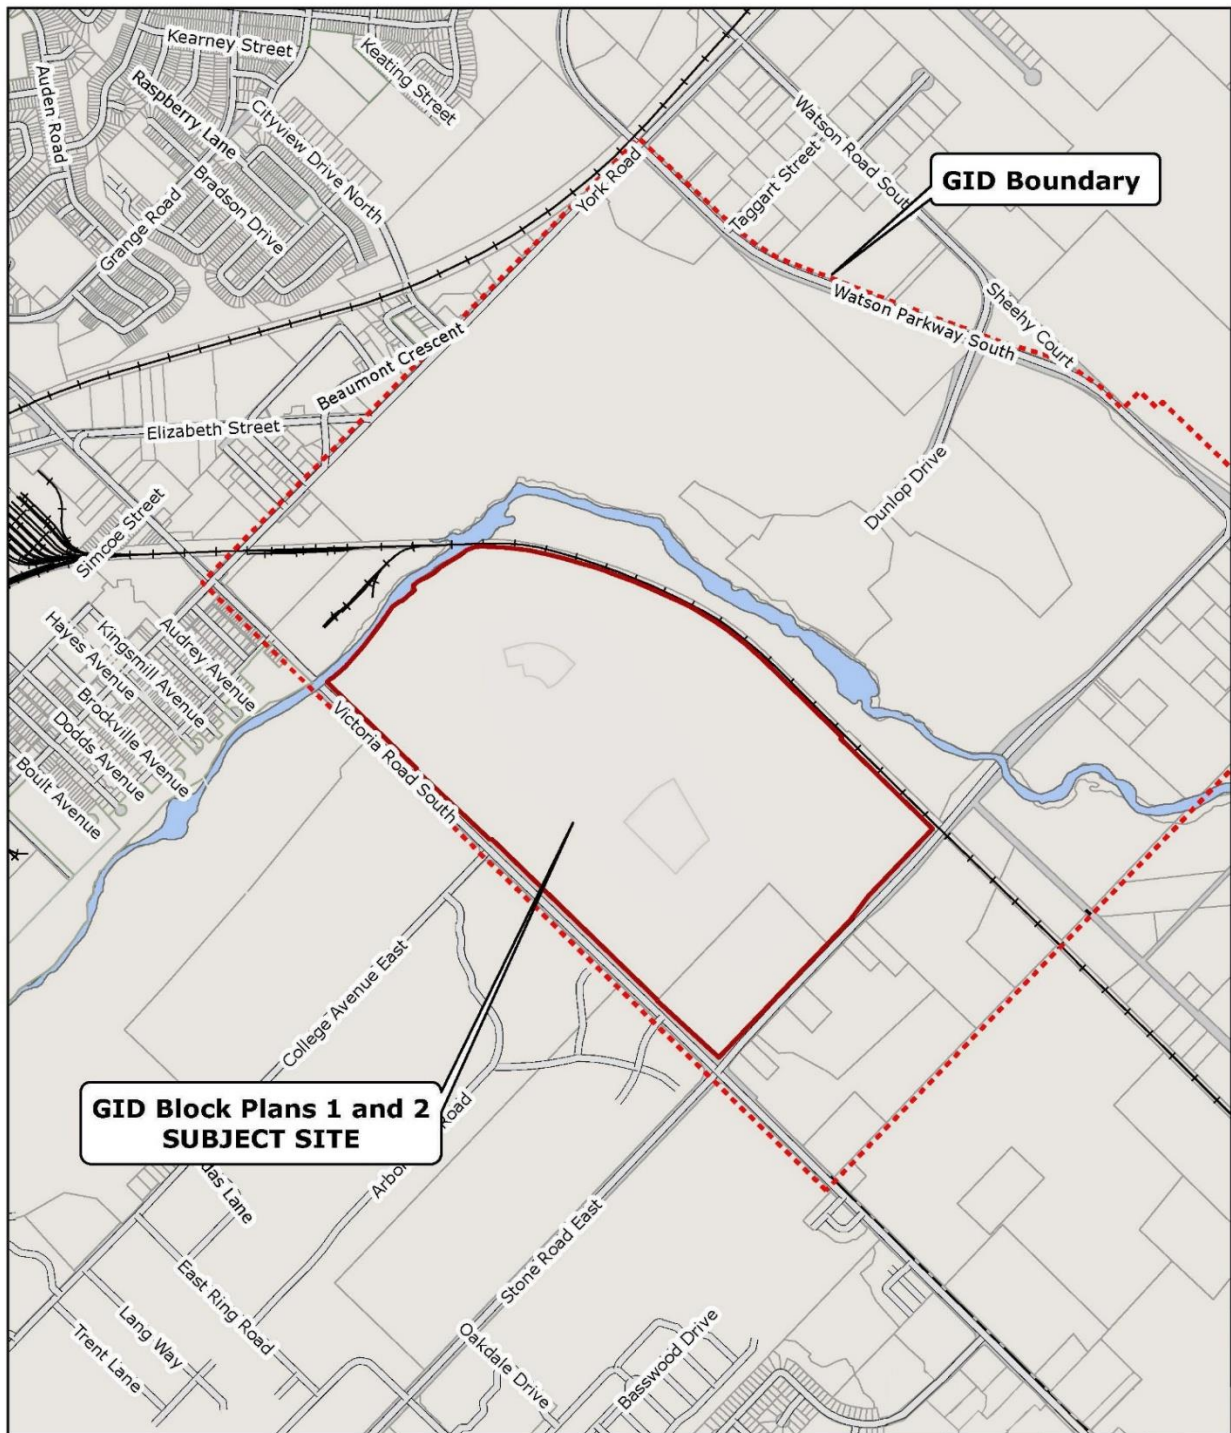 Kearney Street
Keating Street
Auden Road
Raspberry Lane
Cityview Drive North
Bradson Drive
Grange Road
York Road
Watson Road South
Taggart Street
GID Boundary
Watson Parkway South
Sheehy Court
Beaumont Crescent
Elizabeth Street
Dunlop Drive
Simcoe Street
Audrey Avenue
Kingsmill Avenue
Hayes Avenue
Brockville Avenue
Dodds Avenue
Boult Avenue
Victoria Road South
College Avenue East
GID Block Plans 1 and 2
SUBJECT SITE
Road
Lane
Stone Road East
East Ring Road
Lang Way
Trent Lane
Oakdale Drive
Basswood Drive